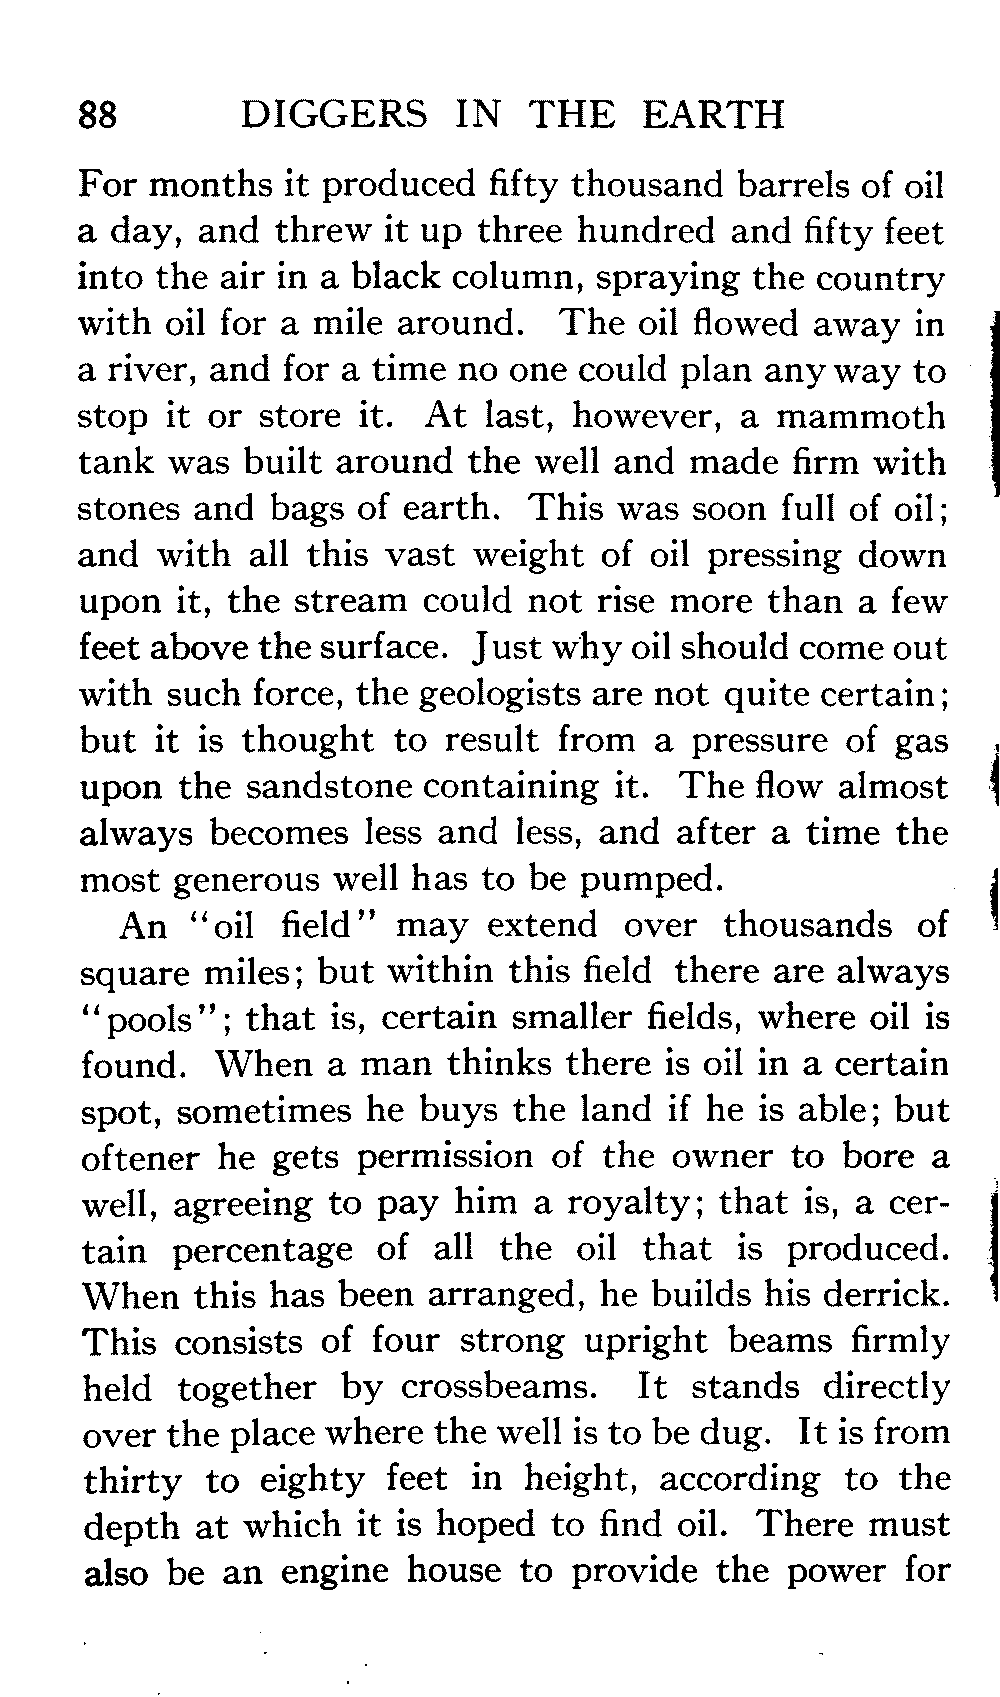 88 DIGGERS IN THE EARTH
For months it produced fifty thousand barrels of oil
a day, and threw it up three hundred and fifty feet
into the air in a black column, spraying the country
with oil for a mile around. The oil flowed away in
a river, and for a time no one could plan any way to
stop it or store it. At last, however, a mammoth
tank was built around the well and made firm with
stones and bags of earth. This was soon full of oil;
and with all this vast weight of oil pressing down
upon it, the stream could not rise more than a few
feet above the surface. Just why oil should come out
with such force, the geologists are not quite certain;
but it is thought to result from a pressure of gas
upon the sandstone containing it. The flow almost
always becomes less and less, and after a time the
most generous well has to be pumped.
An "oil field" may extend over thousands of
square miles; but within this field there are always
"pools"; that is, certain smaller fields, where oil is
found. When a man thinks there is oil in a certain
spot, sometimes he buys the land if he is able; but
oftener he gets permission of the owner to bore a
well, agreeing to pay him a royalty; that is, a cer-
tain percentage of all the oil that is produced.
When this has been arranged, he builds his derrick.
This consists of four strong upright beams firmly
held together by crossbeams. It stands directly
over the place where the well is to be dug. It is from
thirty to eighty feet in height, according to the
depth at which it is hoped to find oil. There must
also be an engine house to provide the power for